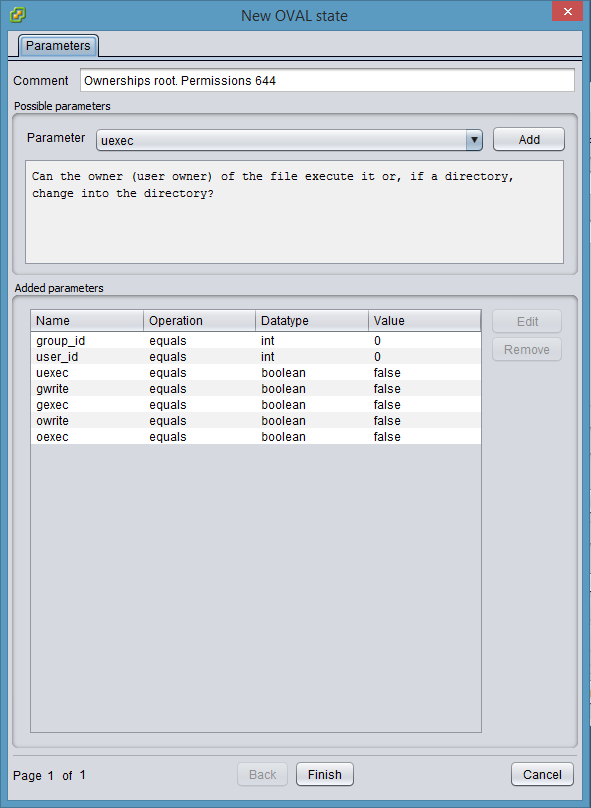 New OVAL state
Parameters
Comment Ownerships root. Permissions 644
Possible parameters
Parameter uexec Add
Can the owner (user owner) of the file execute it or, if a directory,
change into the directory?
Added parameters
Name Operation Datatype Value
group_id equals int 0
user_id equals int 0
uexec equals boolean false
gwrite equals boolean false
gexec equals boolean false
owrite equals boolean false
oexec equals boolean false
Edit
Remove
Page 1 of 1 Back Finish Cancel